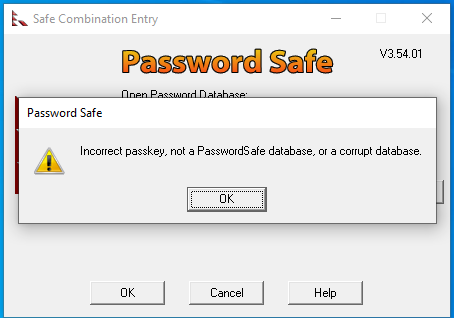 Safe Combination Entry
Password Safe
V3.54.01
Open Password Database:
Password Safe
Incorrect passkey, not a PasswordSafe database, or a corrupt database.
OK
OK
Cancel
Help